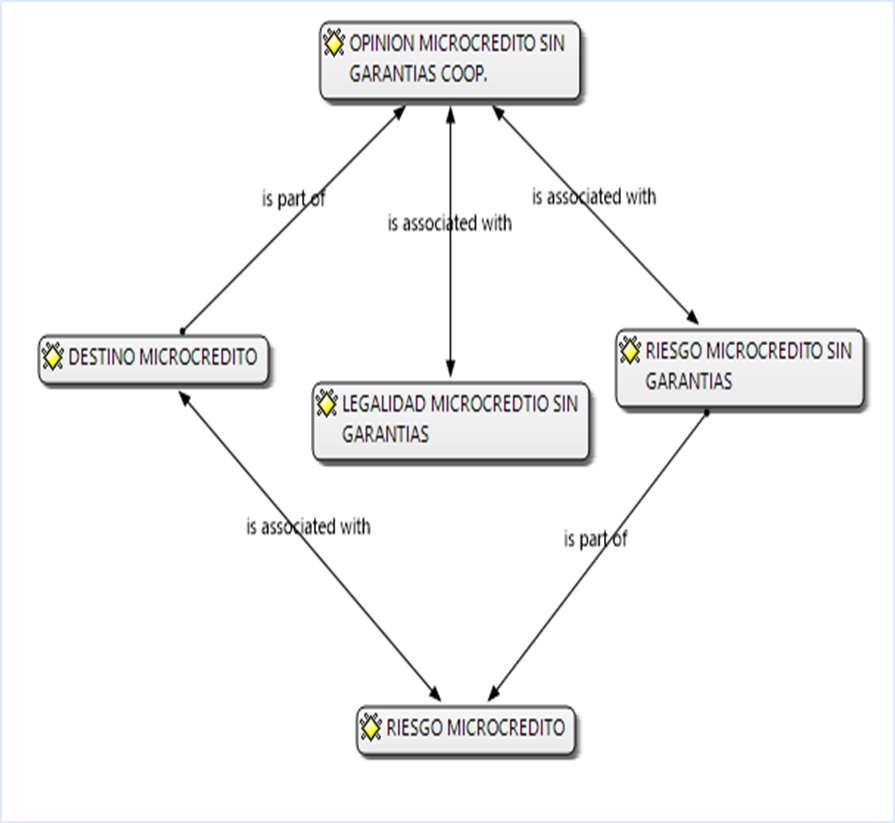 OPINION MICROCREDITO SIN
GARANTIAS COOP.
is part of
is associated with
is associated with
DESTINO MICROCREDITO
RIESGO MICROCREDITO SIN
GARANTIAS
LEGALIDAD MICROCREDTIO SIN
GARANTIAS
is associated with
is part of
RIESGO MICROCREDITO